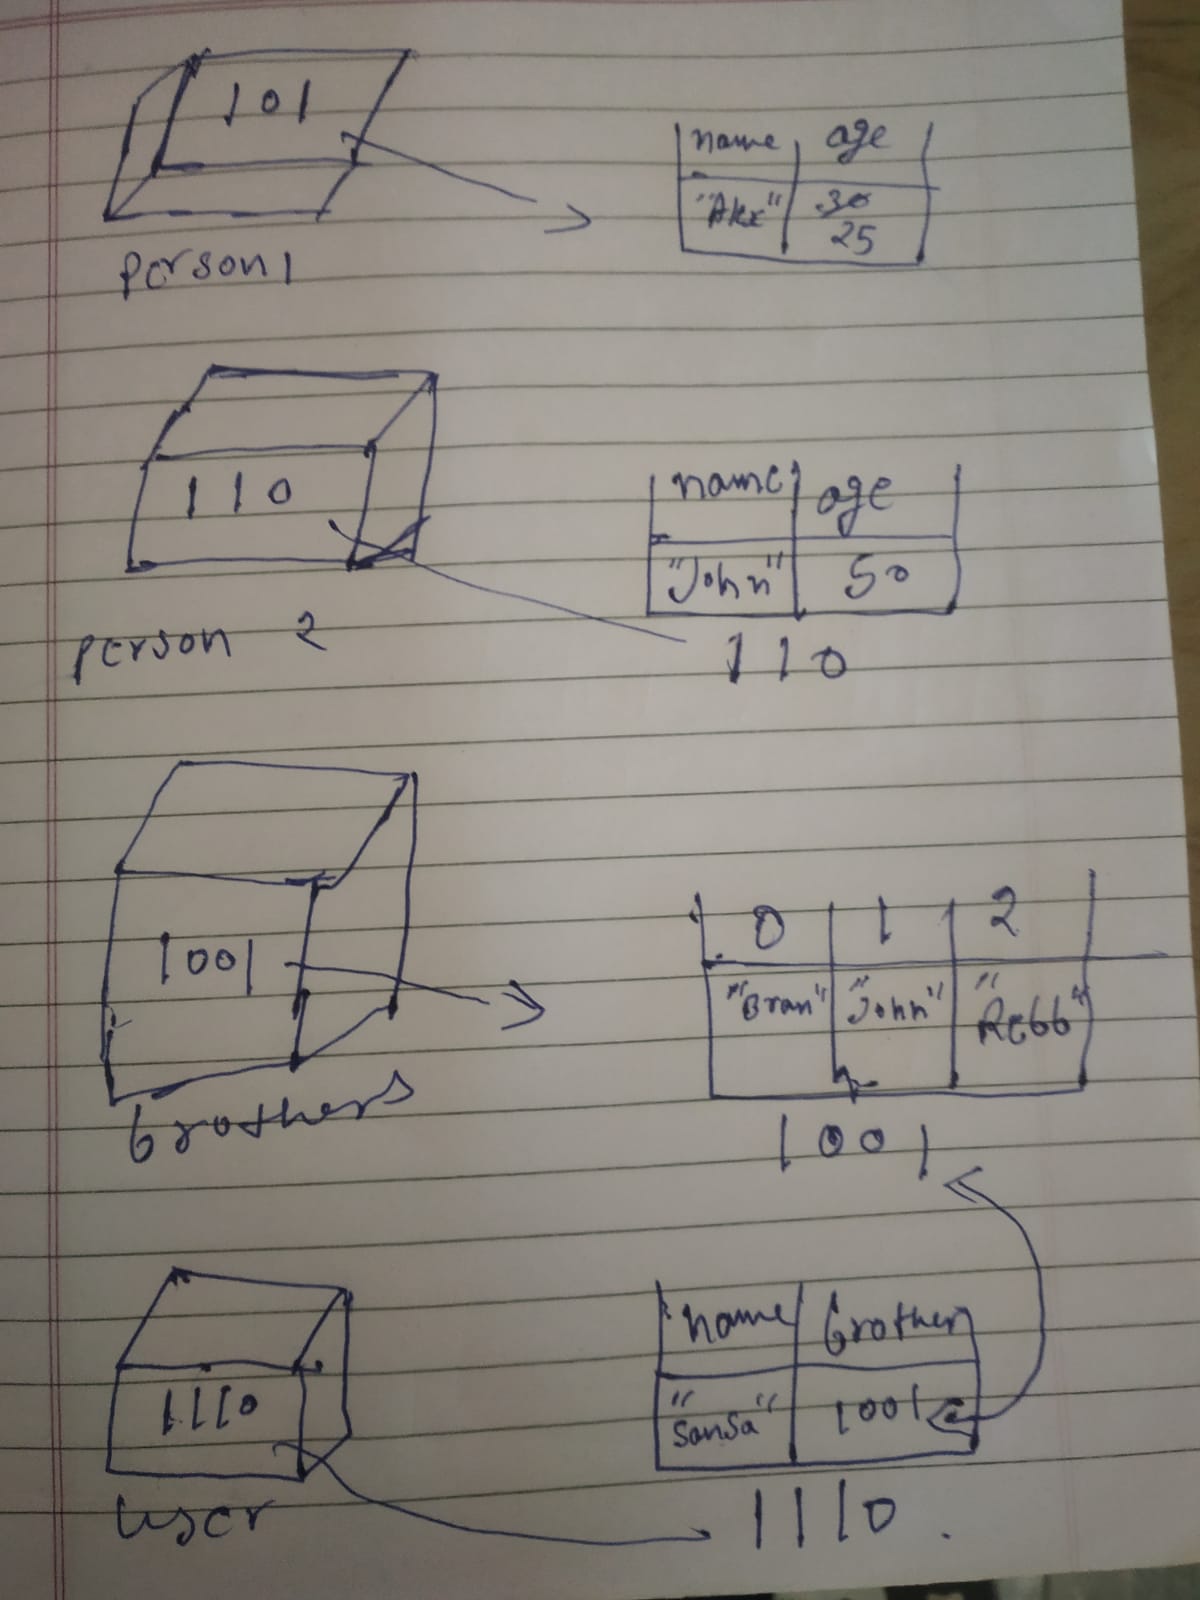 101
name age
"Alex" 30
25
person1
110
name age
"John" 50
person 2
110
1001
0 1 2
"Bran" "John" "Robb"
brothers
1001
1110
name brothers
"Sansa" 1001
user
1110